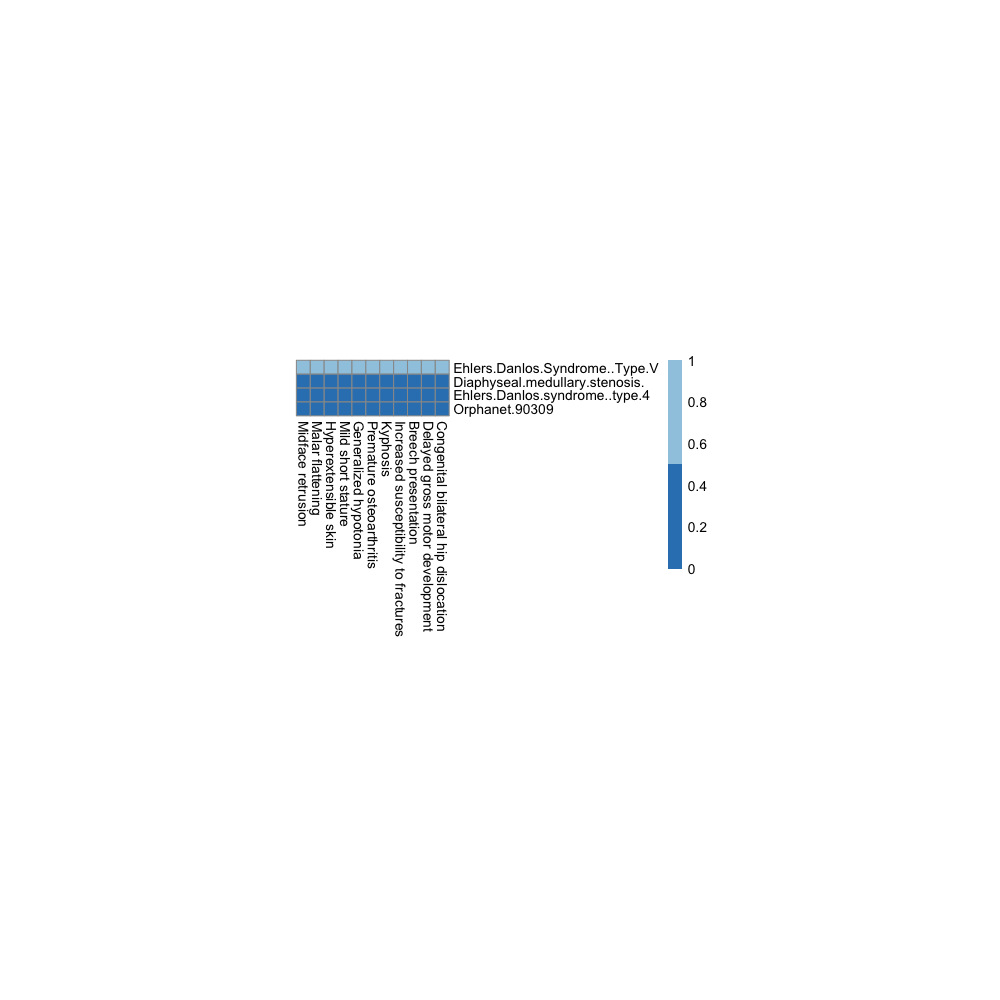 Ehlers.Danlos.Syndrome..Type.V
Diaphyseal.medullary.stenosis.
Ehlers.Danlos.syndrome..type.4
Orphanet.90309
1
0.8
0.6
0.4
0.2
0
Midface retrusion
Malar flattening
Hyperextensible skin
Mild short stature
Generalized hypotonia
Premature osteoarthritis
Kyphosis
Increased susceptibility to fractures
Breech presentation
Delayed gross motor development
Congenital bilateral hip dislocation